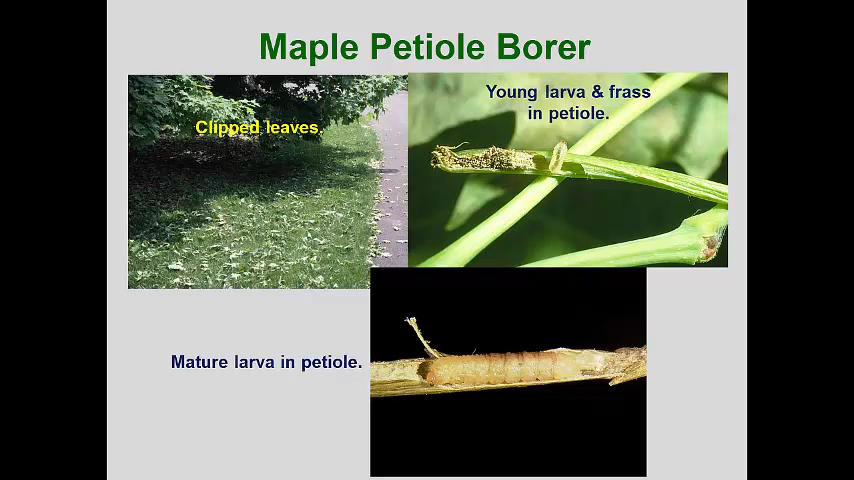 Maple Petiole Borer
Clipped leaves.
Young larva & frass
in petiole.
Mature larva in petiole.